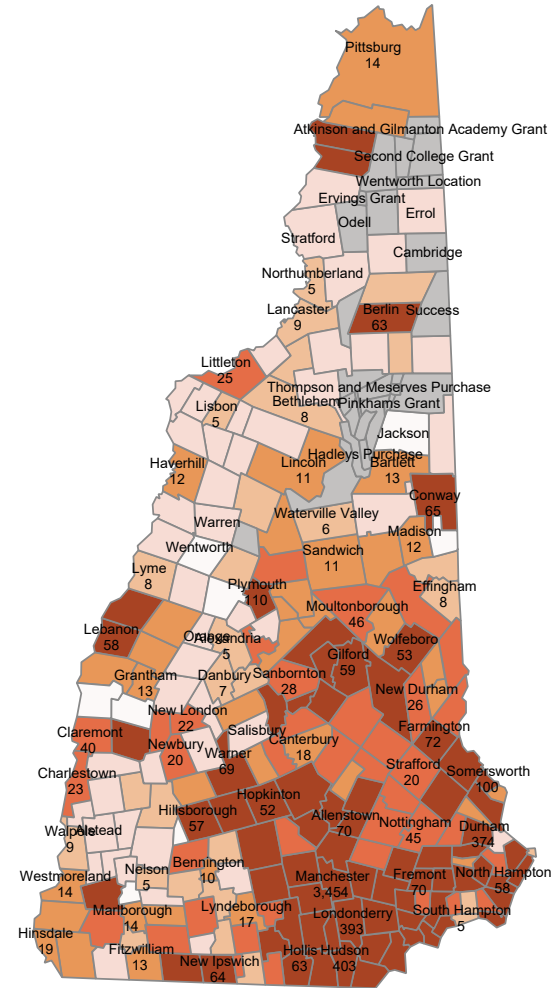 Pittsburg
14
Atkinson and Gilmanton Academy Grant
Second College Grant
Wentworth Location
Ervings Grant
Errol
Odell
Stratford
Cambridge
Northumberland
5
Lancaster
9
Berlin
63
Success
Littleton
25
Thompson and Meserves Purchase
Bethlehem
8
Pinkhams Grant
Lisbon
5
Jackson
Hadleys Purchase
Haverhill
12
Lincoln
11
Bartlett
13
Conway
65
Waterville Valley
6
Warren
Madison
12
Wentworth
Sandwich
11
Lyme
8
Plymouth
110
Effingham
8
Moultonborough
46
Lebanon
58
Orange
Alexandria
5
Wolfeboro
53
Gilford
59
Grantham
13
Danbury
7
Sanbornton
28
New Durham
26
New London
22
Claremont
40
Salisbury
Farmington
72
Newbury
20
Warner
69
Canterbury
18
Charlestown
23
Strafford
20
Somersworth
100
Hopkinton
52
Hillsborough
57
Allenstown
70
Nottingham
45
Durham
374
Walpole
9
Alstead
Westmoreland
14
Nelson
5
Bennington
10
Manchester
3,454
Fremont
70
North Hampton
58
Marlborough
14
Lyndeborough
17
Londonderry
393
South Hampton
5
Hinsdale
19
Fitzwilliam
13
New Ipswich
64
Hollis
63
Hudson
403